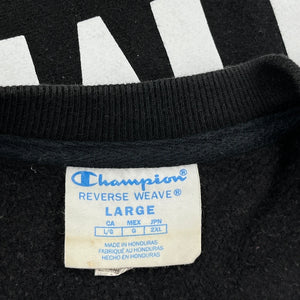 Champion
REVERSE WEAVE®
LARGE
CA MEX JPN
L/G G 2XL
MADE IN HONDURAS
FABRIQUÉ AU HONDURAS
HECHO EN HONDURAS